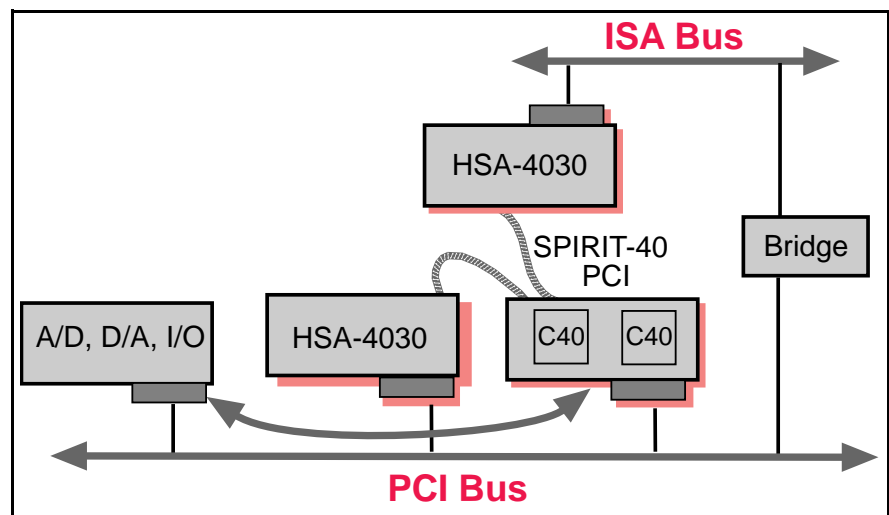 ISA Bus
HSA-4030
SPIRIT-40
PCI
Bridge
A/D, D/A, I/O
HSA-4030
C40
C40
PCI Bus